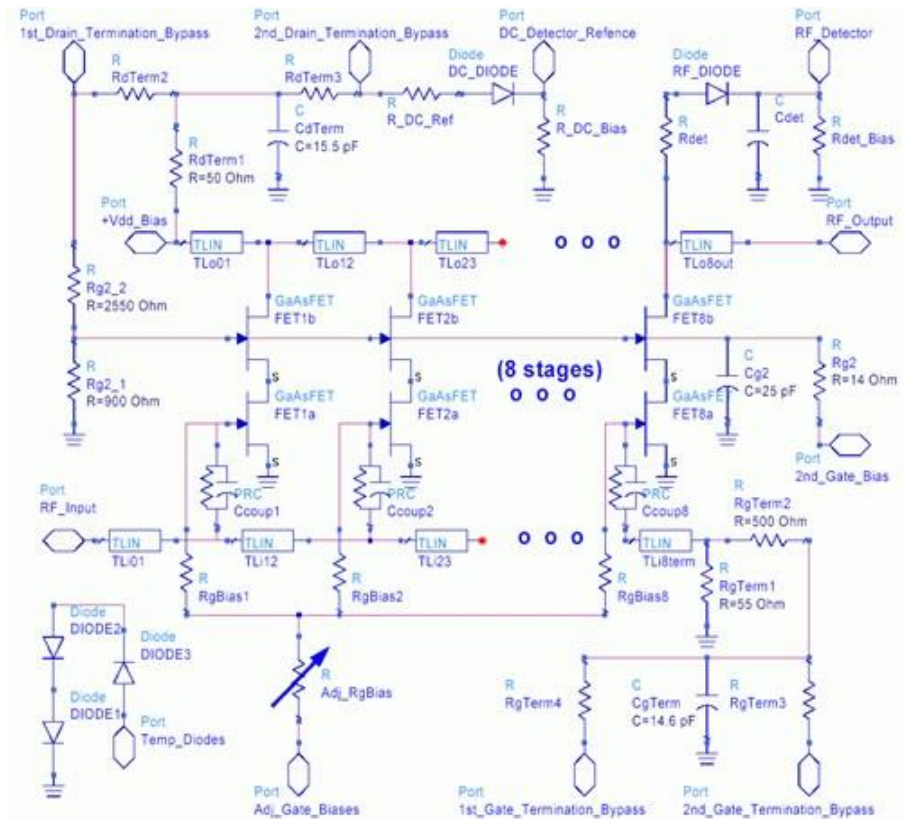 Port
1st_Drain_Termination_Bypass
Port
2nd_Drain_Termination_Bypass
Port
DC_Detector_Refence
Port
RF_Detector
R
RdTerm2
R
RdTerm3
Diode
DC_DIODE
Diode
RF_DIODE
R
R_DC_Ref
C
CdTerm
C=15.5 pF
R
R_DC_Bias
R
Rdet
C
Cdet
R
Rdet_Bias
R
RdTerm1
R=50 Ohm
Port
+Vdd_Bias
TLIN
TLo01
TLIN
TLo12
TLIN
TLo23
o o o
TLIN
TLo8out
Port
RF_Output
R
Rg2_2
R=2550 Ohm
GaAsFET
FET1b
GaAsFET
FET2b
GaAsFET
FET8b
R
Rg2_1
R=900 Ohm
S
S
S
(8 stages)
o o o
C
Cg2
C=25 pF
R
Rg2
R=14 Ohm
GaAsFET
FET1a
GaAsFET
FET2a
GaAsFET
FET8a
S
S
S
Port
2nd_Gate_Bias
PRC
Ccoup1
PRC
Ccoup2
PRC
Ccoup8
Port
RF_Input
TLIN
TLi01
TLIN
TLi12
TLIN
TLi23
o o o
TLIN
TLi8term
R
RgTerm2
R=500 Ohm
R
RgBias1
R
RgBias2
R
RgBias8
R
RgTerm1
R=55 Ohm
Diode
DIODE2
Diode
DIODE3
Diode
DIODE1
Port
Temp_Diodes
R
Adj_RgBias
Port
Adj_Gate_Biases
R
RgTerm4
C
CgTerm
C=14.6 pF
R
RgTerm3
Port
1st_Gate_Termination_Bypass
Port
2nd_Gate_Termination_Bypass